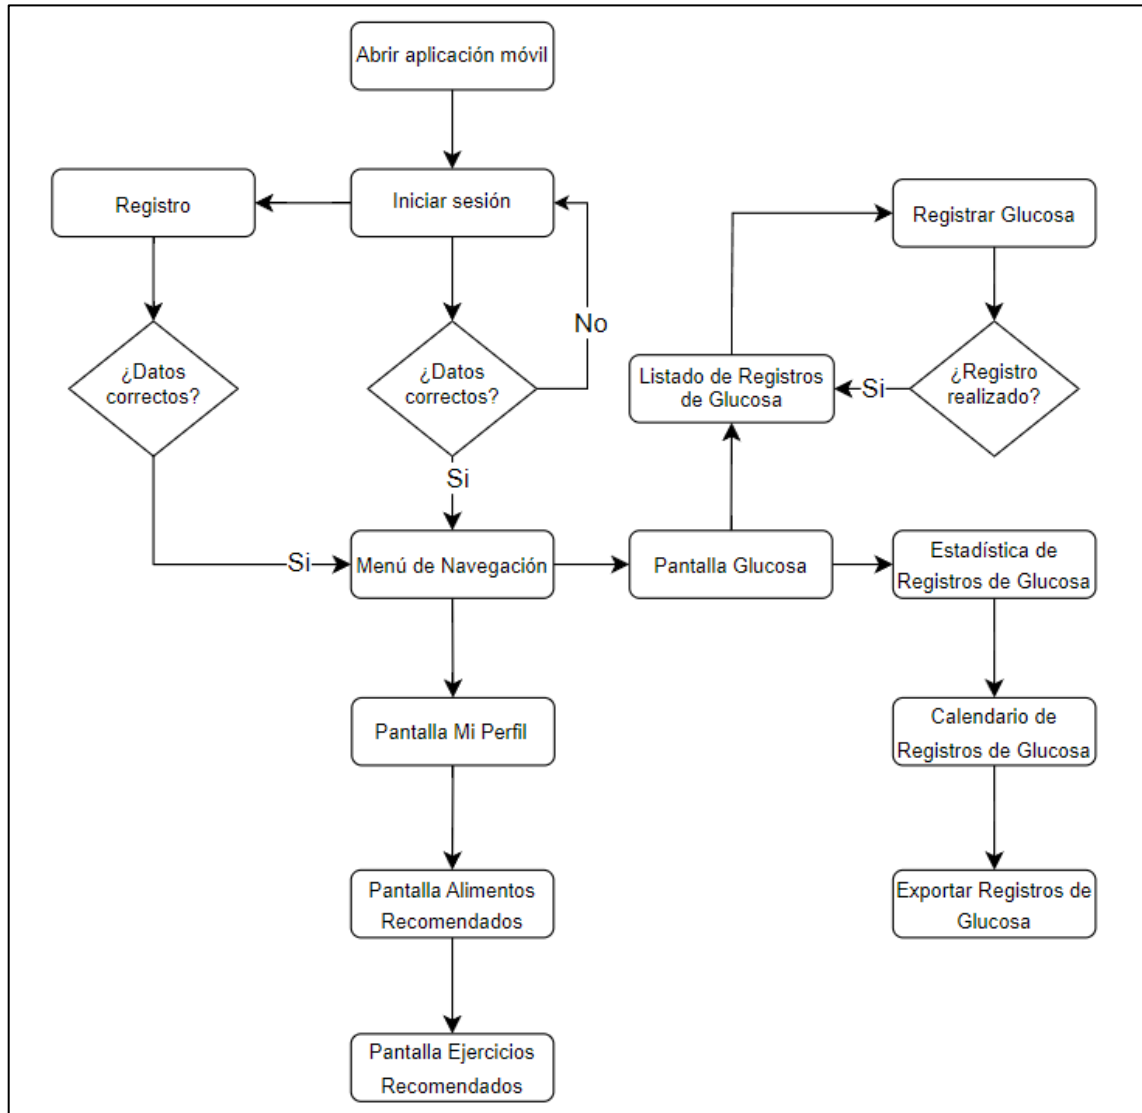 Abrir aplicación móvil
Registro
Iniciar sesión
Registrar Glucosa
No
¿Datos
correctos?
¿Datos
correctos?
Listado de Registros
de Glucosa
Si
¿Registro
realizado?
Si
Si
Menú de Navegación
Pantalla Glucosa
Estadística de
Registros de Glucosa
Pantalla Mi Perfil
Calendario de
Registros de Glucosa
Pantalla Alimentos
Recomendados
Exportar Registros de
Glucosa
Pantalla Ejercicios
Recomendados